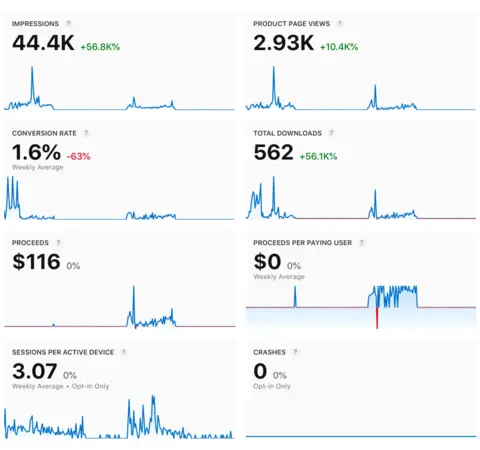 IMPRESSIONS ?
44.4K +56.8K%
PRODUCT PAGE VIEWS ?
2.93K +10.4K%
CONVERSION RATE ?
1.6% -63%
Weekly Average
TOTAL DOWNLOADS ?
562 +56.1K%
PROCEEDS ?
$116 0%
PROCEEDS PER PAYING USER ?
$0 0%
Weekly Average
SESSIONS PER ACTIVE DEVICE ?
3.07 0%
Weekly Average • Opt-in Only
CRASHES ?
0 0%
Opt-in Only